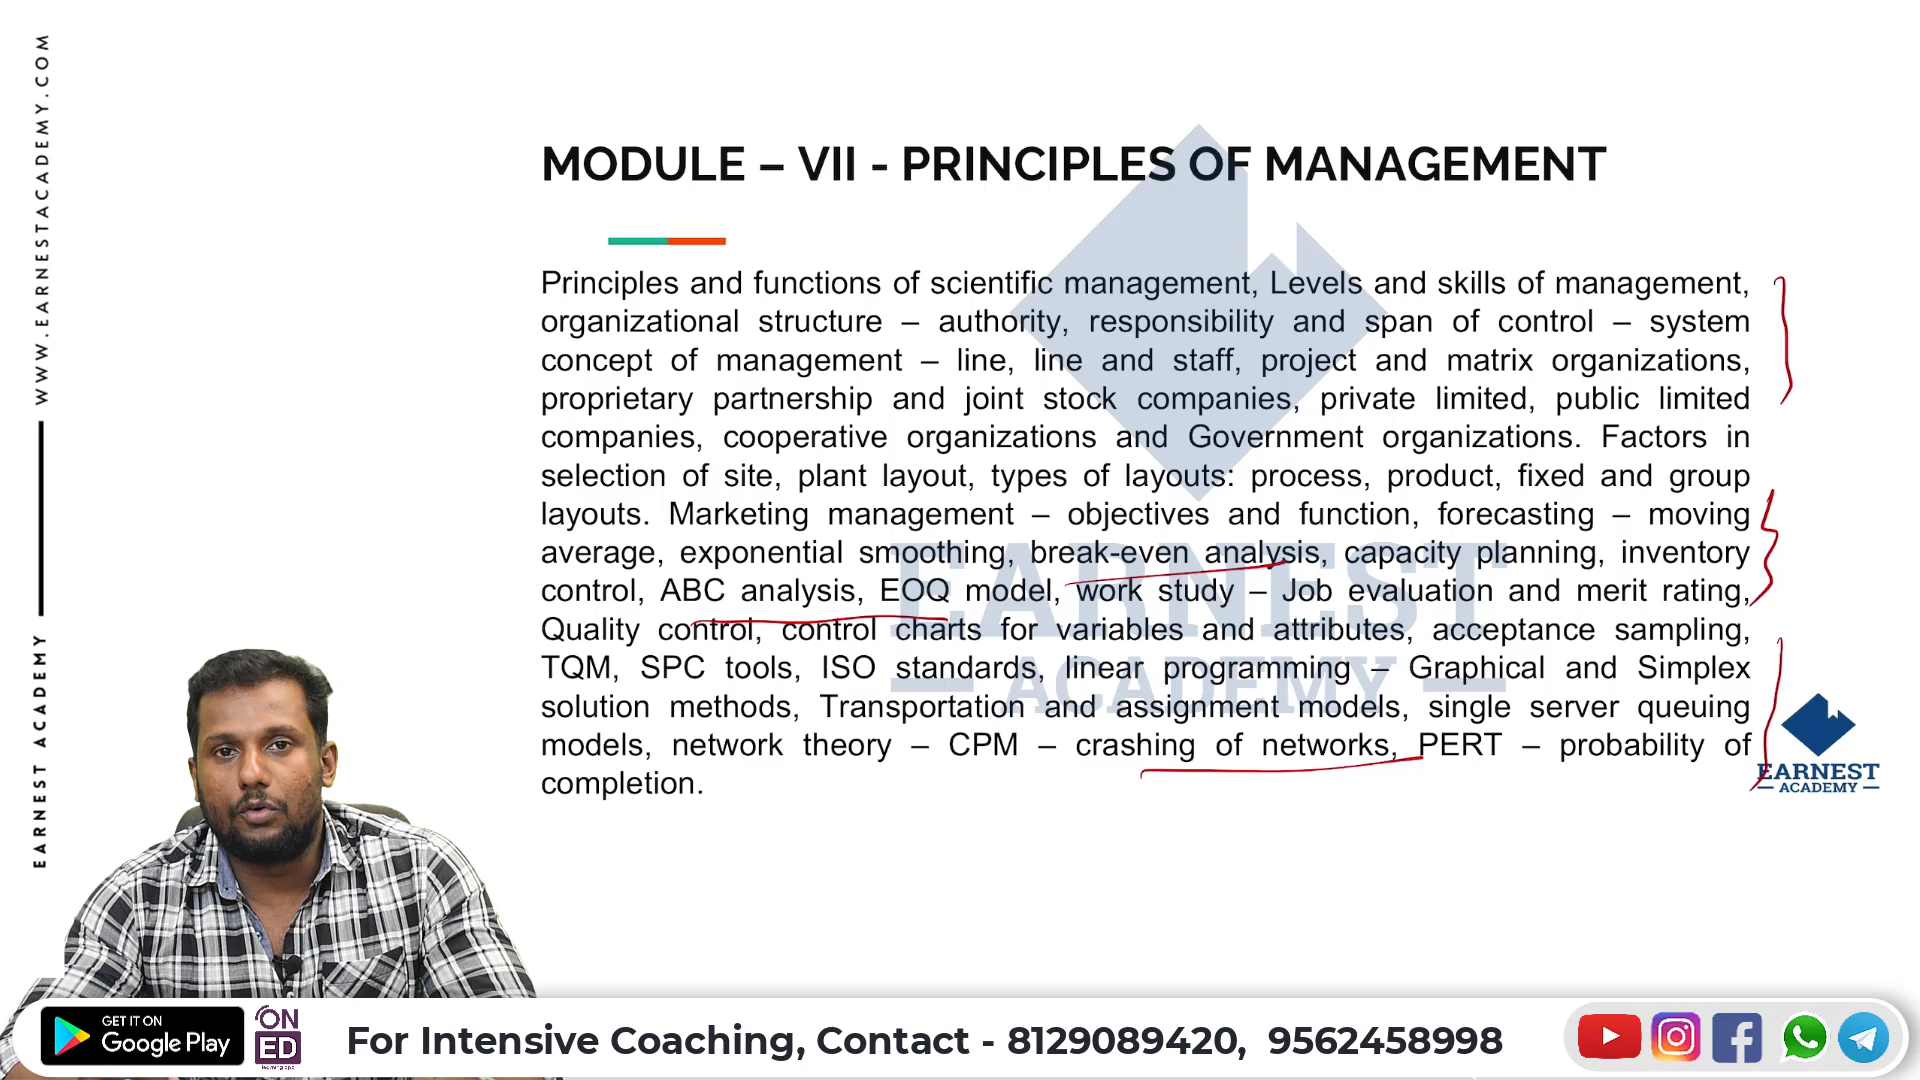 WWW.EARNESTACADEMY.COM
EARNEST ACADEMY
MODULE – VII - PRINCIPLES OF MANAGEMENT
Principles and functions of scientific management, Levels and skills of management,
organizational structure – authority, responsibility and span of control – system
concept of management – line, line and staff, project and matrix organizations,
proprietary partnership and joint stock companies, private limited, public limited
companies, cooperative organizations and Government organizations. Factors in
selection of site, plant layout, types of layouts: process, product, fixed and group
layouts. Marketing management – objectives and function, forecasting – moving
average, exponential smoothing, break-even analysis, capacity planning, inventory
control, ABC analysis, EOQ model, work study – Job evaluation and merit rating,
Quality control, control charts for variables and attributes, acceptance sampling,
TQM, SPC tools, ISO standards, linear programming – Graphical and Simplex
solution methods, Transportation and assignment models, single server queuing
models, network theory – CPM – crashing of networks, PERT – probability of
completion.
EARNEST
ACADEMY
EARNEST
ACADEMY
GET IT ON
Google Play
ON
ED
learning app
For Intensive Coaching, Contact - 8129089420, 9562458998